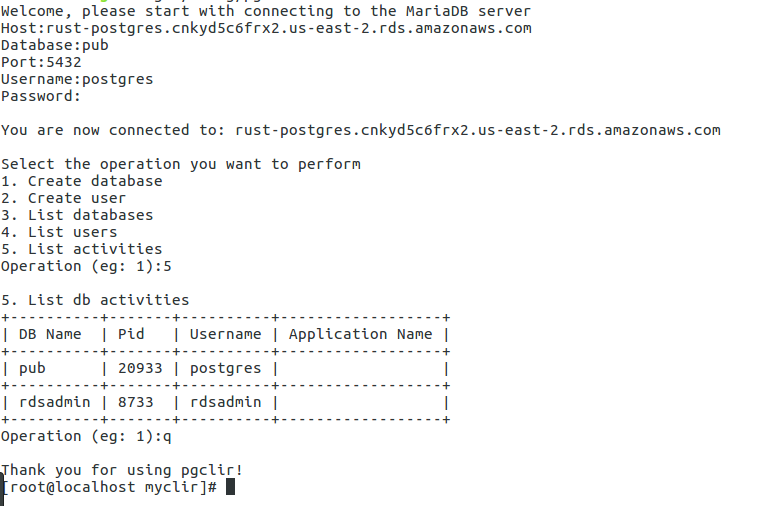 Welcome, please start with connecting to the MariaDB server
Host:rust-postgres.cnkyd5c6frx2.us-east-2.rds.amazonaws.com
Database:pub
Port:5432
Username:postgres
Password:
You are now connected to: rust-postgres.cnkyd5c6frx2.us-east-2.rds.amazonaws.com
Select the operation you want to perform
1. Create database
2. Create user
3. List databases
4. List users
5. List activities
Operation (eg: 1):5
5. List db activities
+----------+-------+----------+------------------+
| DB Name  | Pid   | Username | Application Name |
+----------+-------+----------+------------------+
| pub      | 20933 | postgres |                  |
+----------+-------+----------+------------------+
| rdsadmin | 8733  | rdsadmin |                  |
+----------+-------+----------+------------------+
Operation (eg: 1):q
Thank you for using pgclir!
[root@localhost myclir]#